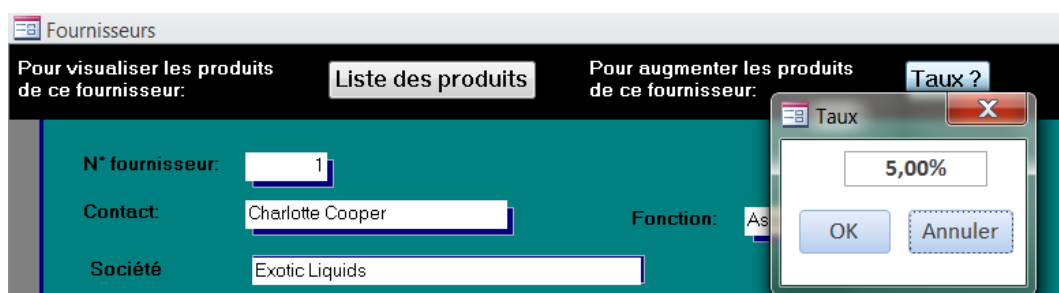 Fournisseurs
Pour visualiser les produits
de ce fournisseur:
Liste des produits
Pour augmenter les produits
de ce fournisseur:
Taux ?
Taux
X
5,00%
OK
Annuler
N° fournisseur:
1
Contact:
Charlotte Cooper
Fonction:
As
Société
Exotic Liquids